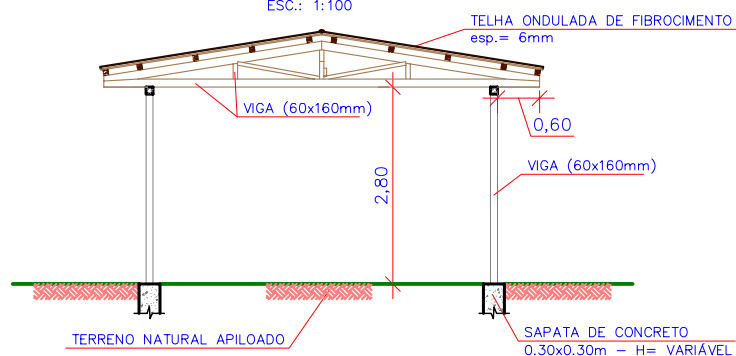 ESC.: 1:100
TELHA ONDULADA DE FIBROCIMENTO
esp.= 6mm
VIGA (60x160mm)
0,60
2,80
VIGA (60x160mm)
TERRENO NATURAL APILOADO
SAPATA DE CONCRETO
0.30x0.30m – H= VARIÁVEL